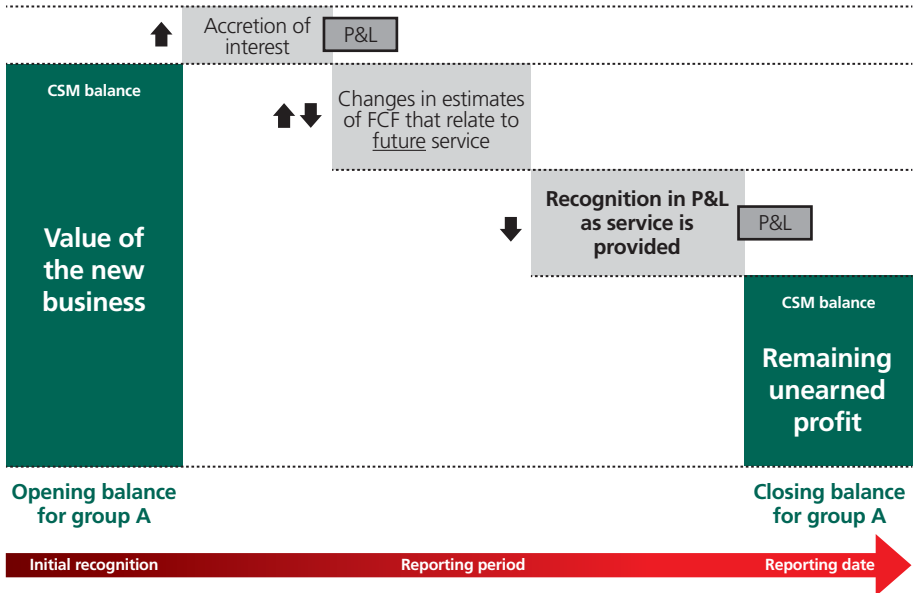 Accretion of
interest
P&L
CSM balance
Value of
the new
business
Changes in estimates
of FCF that relate to
future service
Recognition in P&L
as service is
provided
P&L
CSM balance
Remaining
unearned
profit
Opening balance
for group A
Closing balance
for group A
Initial recognition
Reporting period
Reporting date